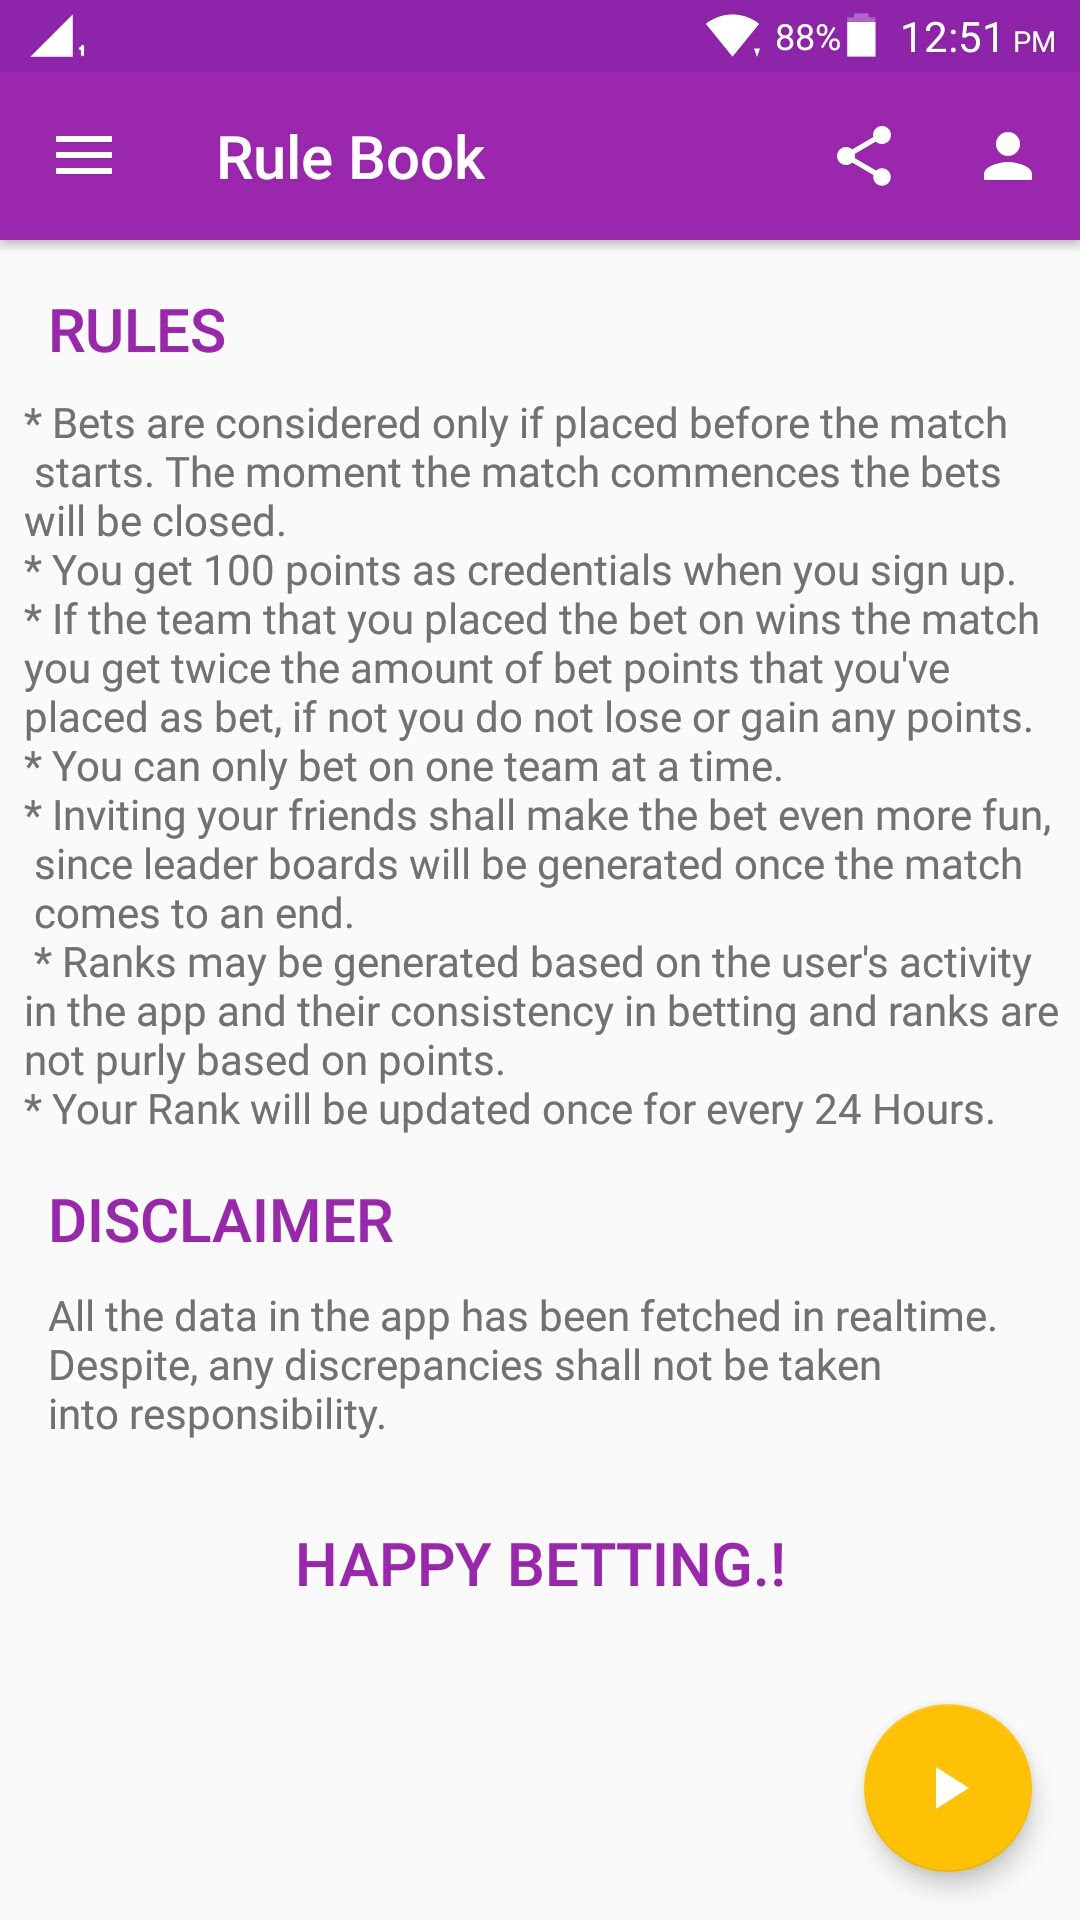 88% 12:51 PM
Rule Book
RULES
* Bets are considered only if placed before the match
starts. The moment the match commences the bets
will be closed.
* You get 100 points as credentials when you sign up.
* If the team that you placed the bet on wins the match
you get twice the amount of bet points that you've
placed as bet, if not you do not lose or gain any points.
* You can only bet on one team at a time.
* Inviting your friends shall make the bet even more fun,
since leader boards will be generated once the match
comes to an end.
* Ranks may be generated based on the user's activity
in the app and their consistency in betting and ranks are
not purly based on points.
* Your Rank will be updated once for every 24 Hours.
DISCLAIMER
All the data in the app has been fetched in realtime.
Despite, any discrepancies shall not be taken
into responsibility.
HAPPY BETTING.!